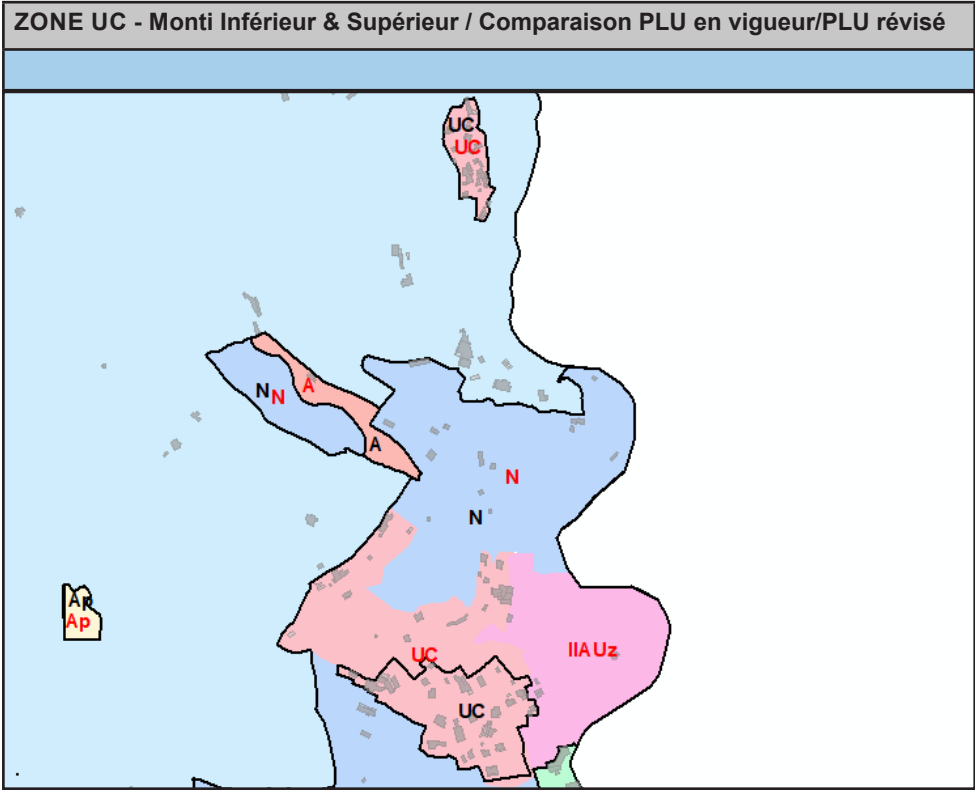 ZONE UC - Monti Inférieur & Supérieur / Comparaison PLU en vigueur/PLU révisé
UC
UC
A
N
N
A
N
N
Ap
Ap
UC
IIAUz
UC